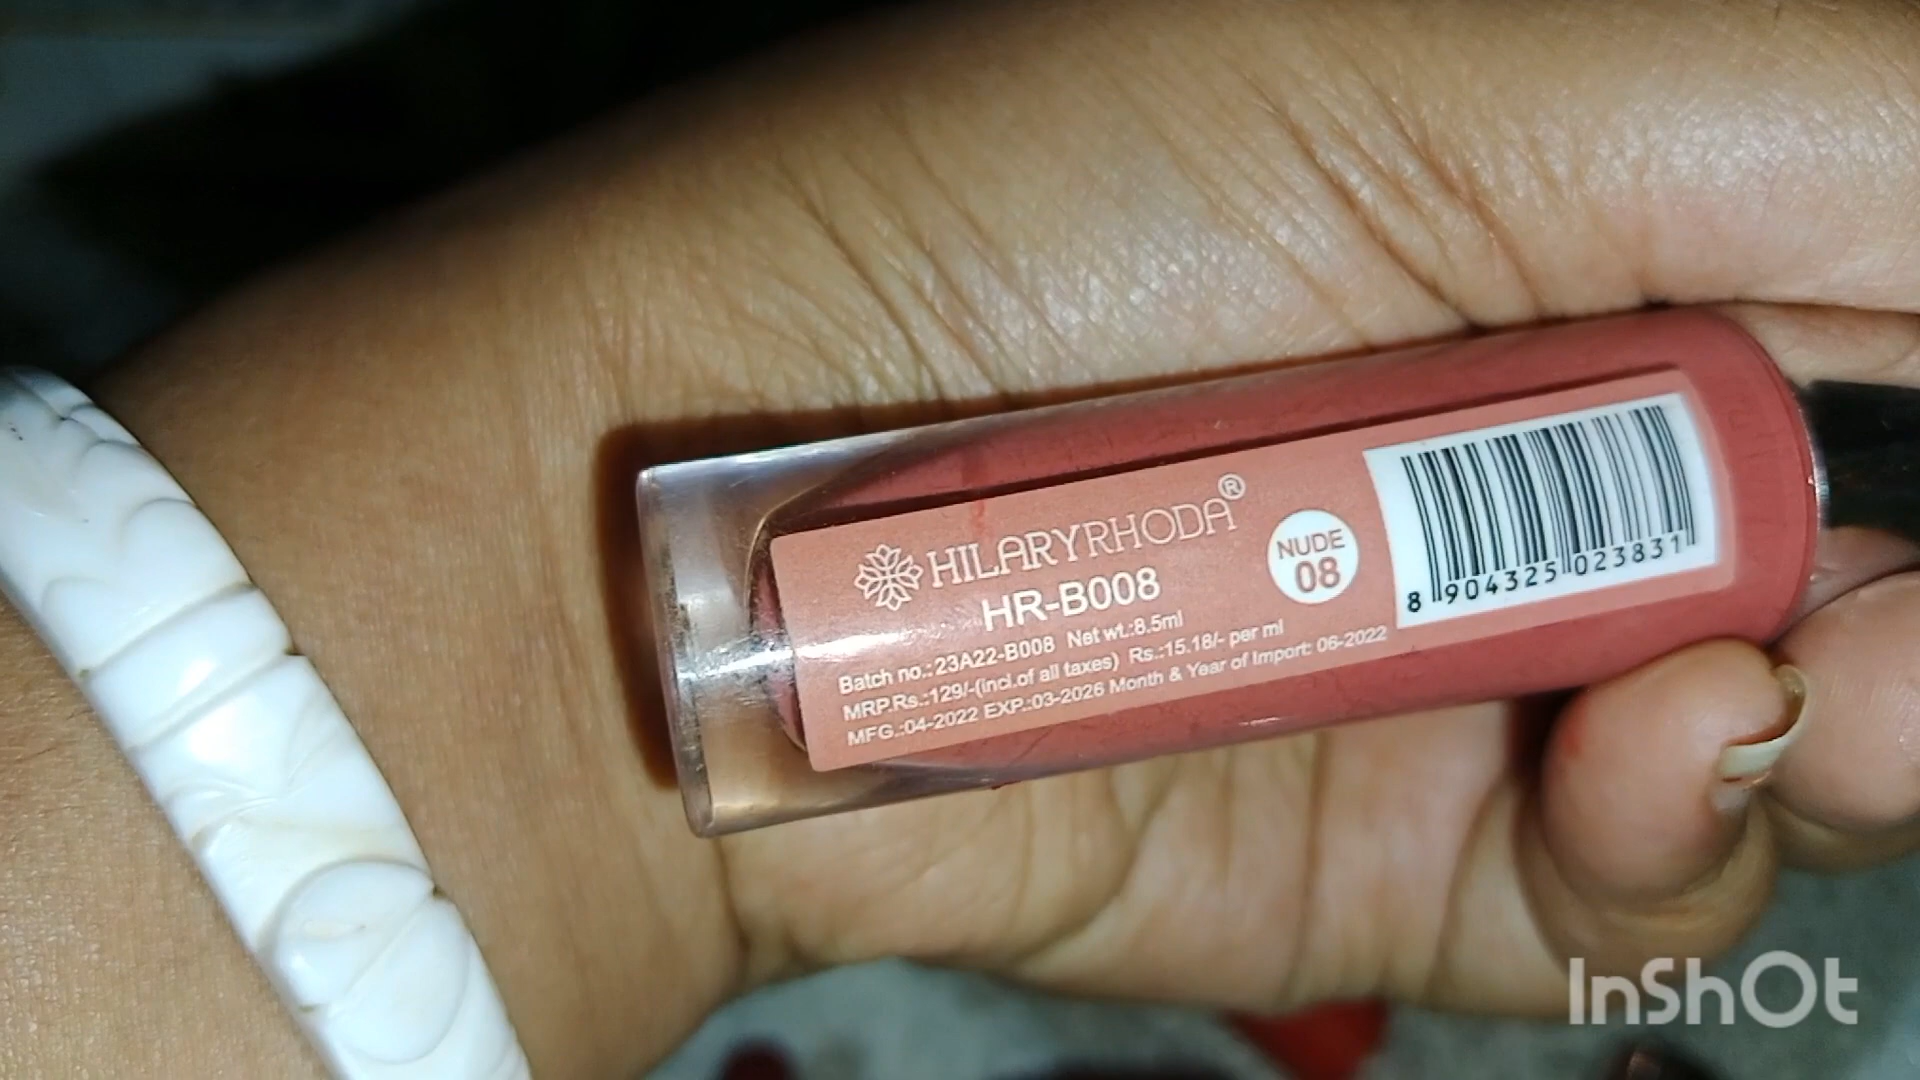 HILARYRHODA®
HR-B008
NUDE
08
Batch no.: 23A22-B008 Net wt.:8.5ml
MRP.Rs.:129/-(incl.of all taxes) Rs.:15.18/- per ml
MFG.:04-2022 EXP.:03-2026 Month & Year of Import: 06-2022
8 904325 023831
InShOt